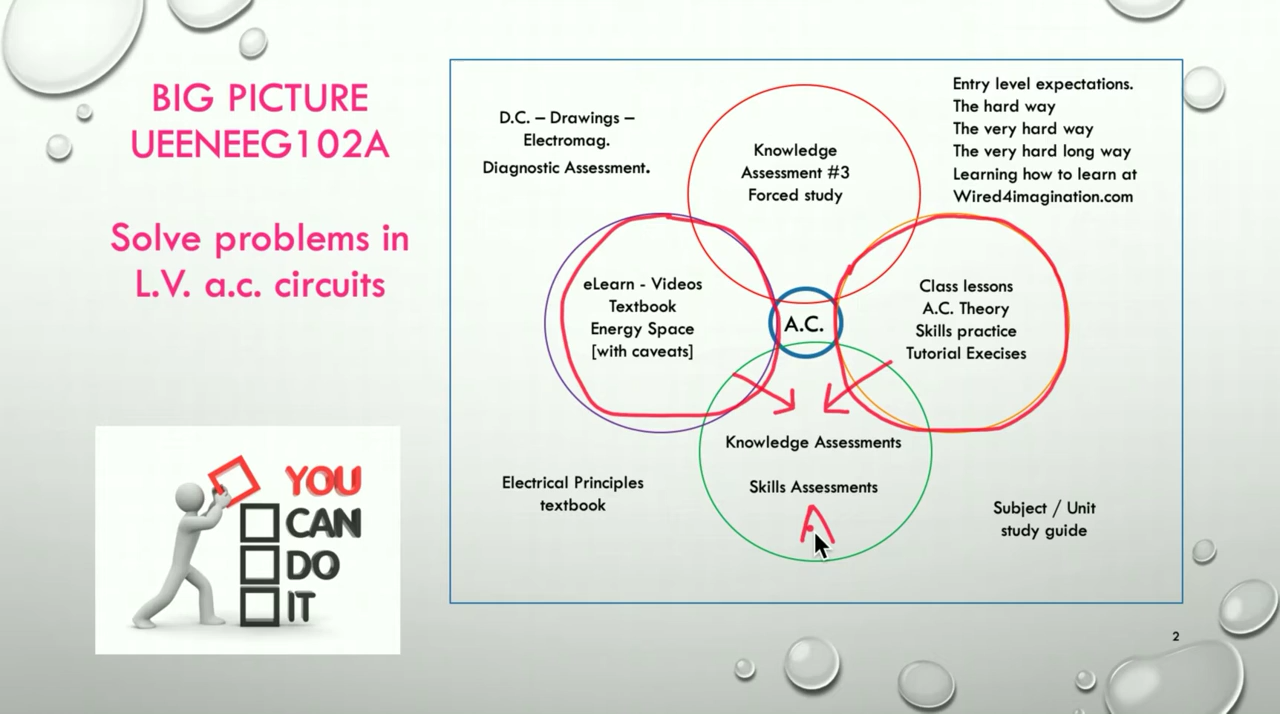 BIG PICTURE
UEENEEG102A
Solve problems in
L.V. a.c. circuits
D.C. – Drawings –
Electromag.
Diagnostic Assessment.
Knowledge
Assessment #3
Forced study
Entry level expectations.
The hard way
The very hard way
The very hard long way
Learning how to learn at
Wired4imagination.com
eLearn - Videos
Textbook
Energy Space
[with caveats]
A.C.
Class lessons
A.C. Theory
Skills practice
Tutorial Execises
Knowledge Assessments
Skills Assessments
Electrical Principles
textbook
Subject / Unit
study guide
YOU
CAN
DO
IT
2